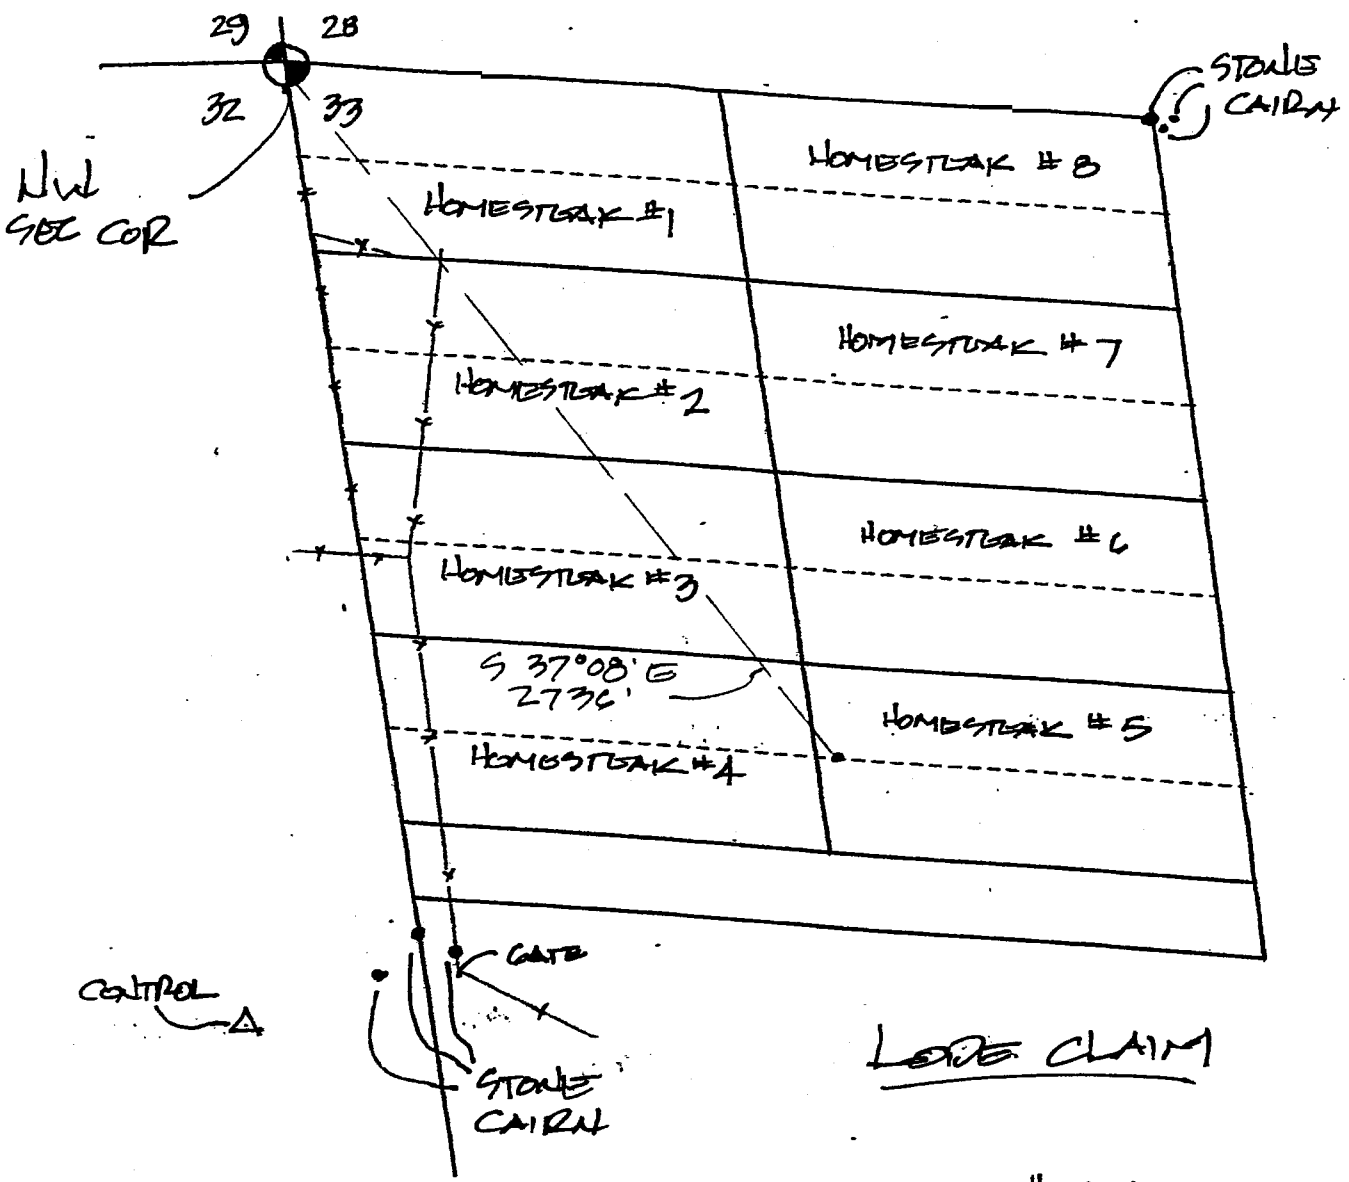 29 28
32 33
NW
SEC COR
STONE
CAIRN
HOMESTEAK #8
HOMESTEAK #1
HOMESTEAK #7
HOMESTEAK #2
HOMESTEAK #6
HOMESTEAK #3
S 37°08' E
2736'
HOMESTEAK #5
HOMESTEAK #4
GATE
CONTROL
LODE CLAIM
STONE
CAIRN